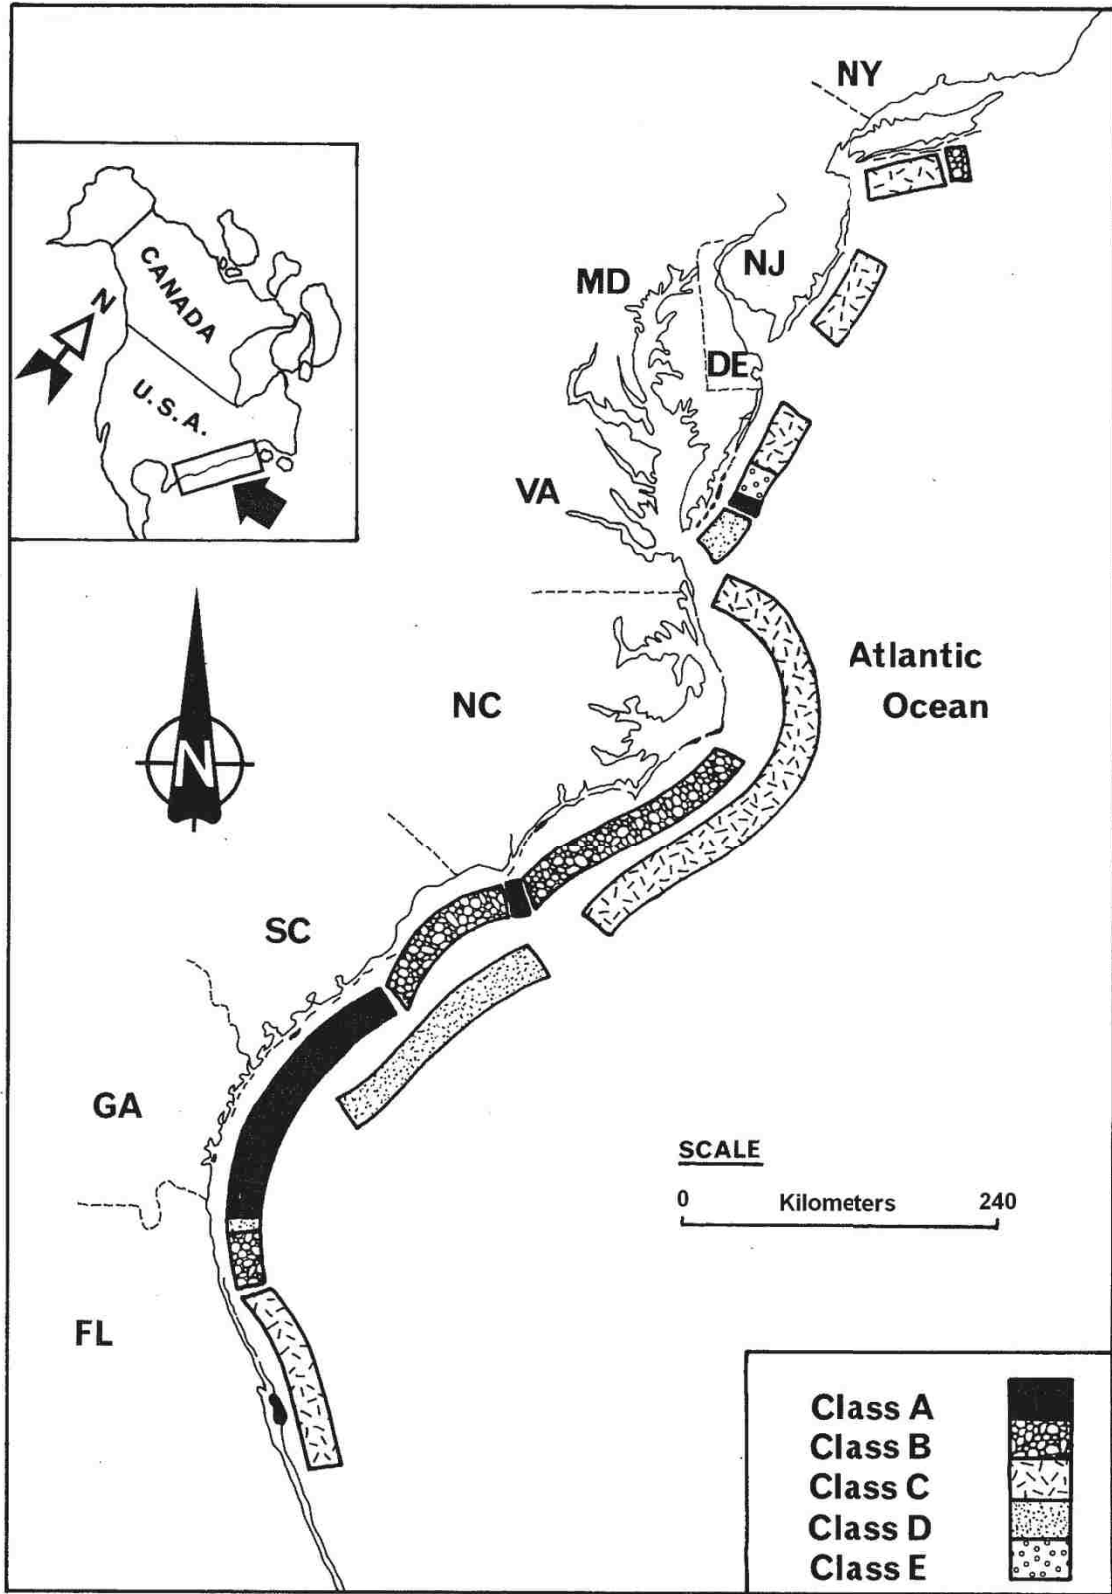 NY
NJ
MD
DE
VA
NC
SC
GA
FL
CANADA
U.S.A.
N
N
Atlantic
Ocean
SCALE
0 Kilometers 240
Class A
Class B
Class C
Class D
Class E